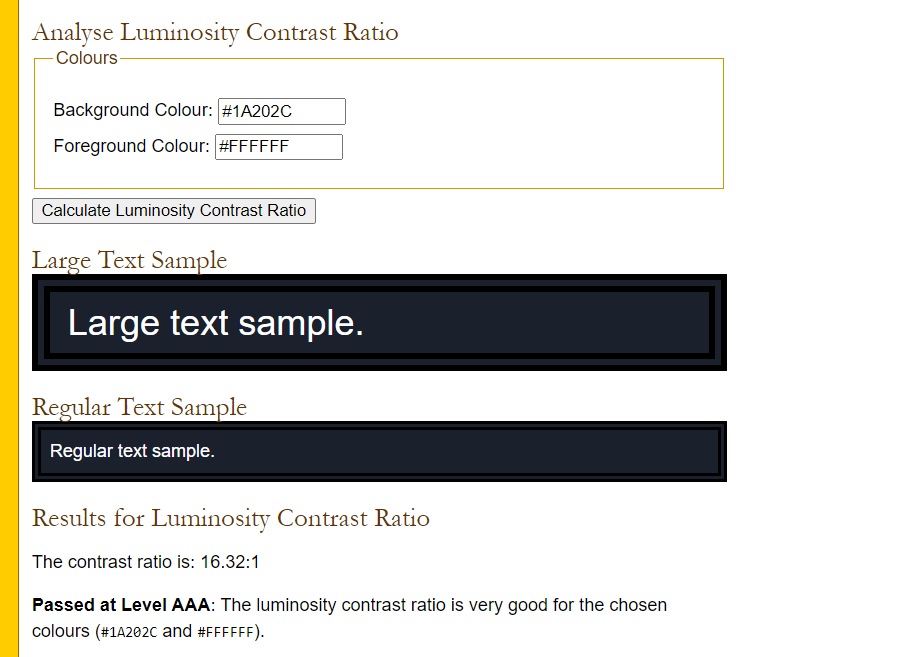 Analyse Luminosity Contrast Ratio
Colours
Background Colour: #1A202C
Foreground Colour: #FFFFFF
Calculate Luminosity Contrast Ratio
Large Text Sample
Large text sample.
Regular Text Sample
Regular text sample.
Results for Luminosity Contrast Ratio
The contrast ratio is: 16.32:1
Passed at Level AAA: The luminosity contrast ratio is very good for the chosen
colours (#1A202C and #FFFFFF).